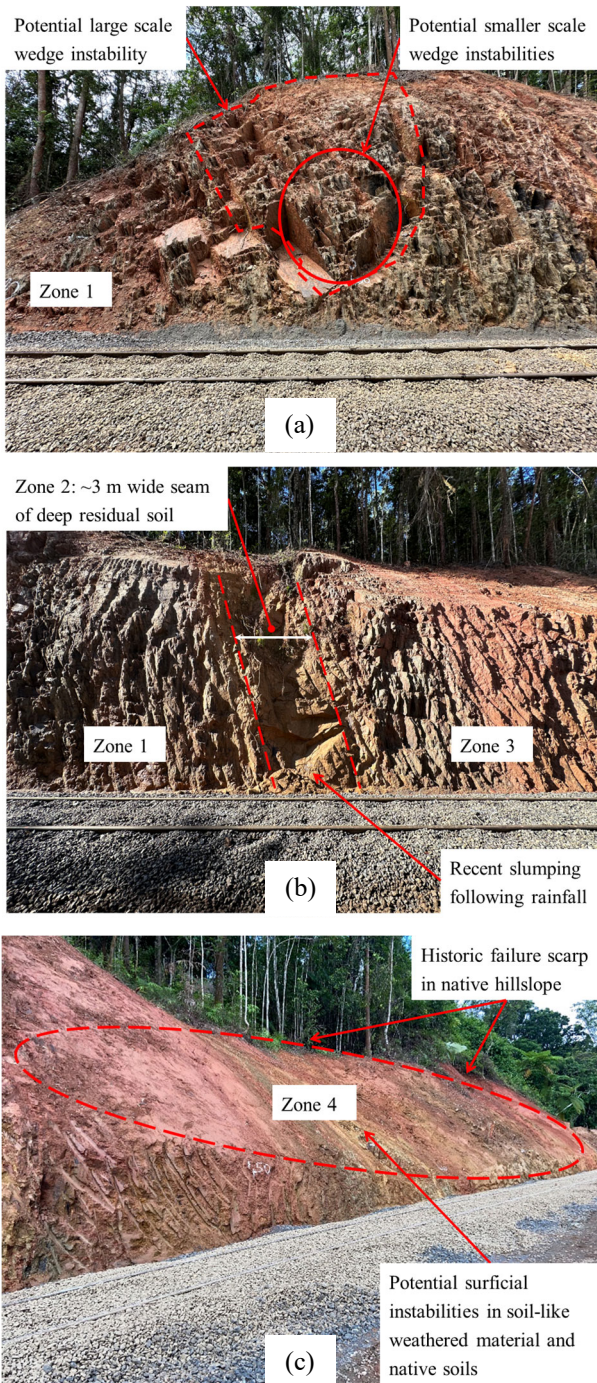 Potential large scale
wedge instability
Potential smaller scale
wedge instabilities
Zone 1
(a)
Zone 2: ~3 m wide seam
of deep residual soil
Zone 1
Zone 3
(b)
Recent slumping
following rainfall
Historic failure scarp
in native hillslope
Zone 4
Potential surficial
instabilities in soil-like
weathered material and
native soils
(c)